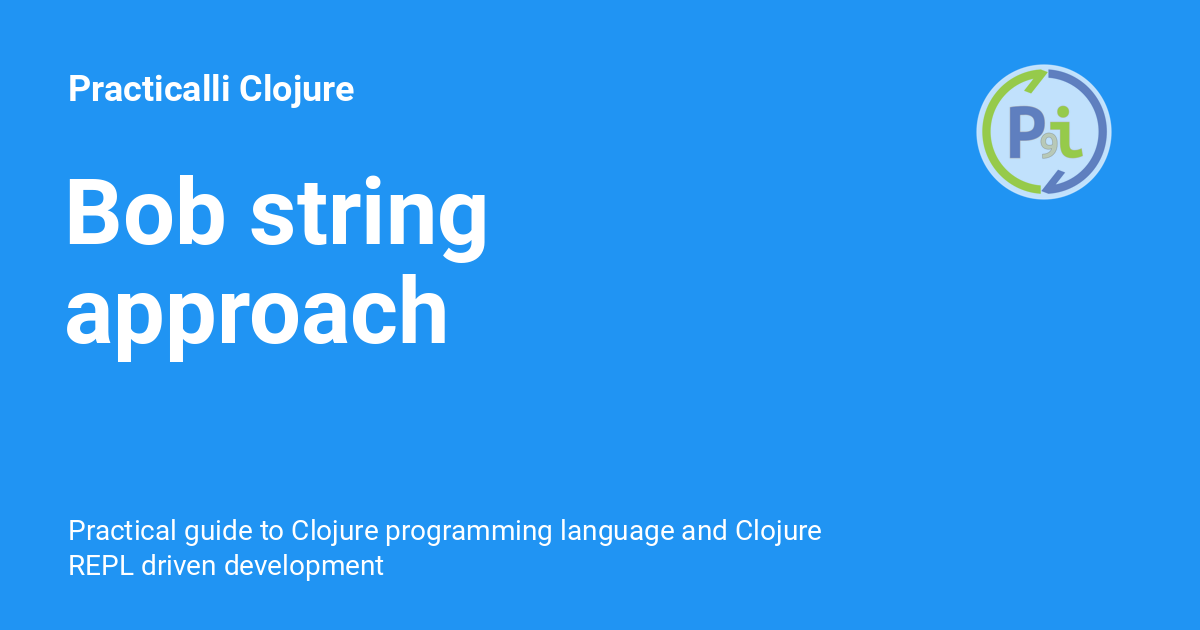 Practicalli Clojure
P9i
Bob string
approach
Practical guide to Clojure programming language and Clojure
REPL driven development